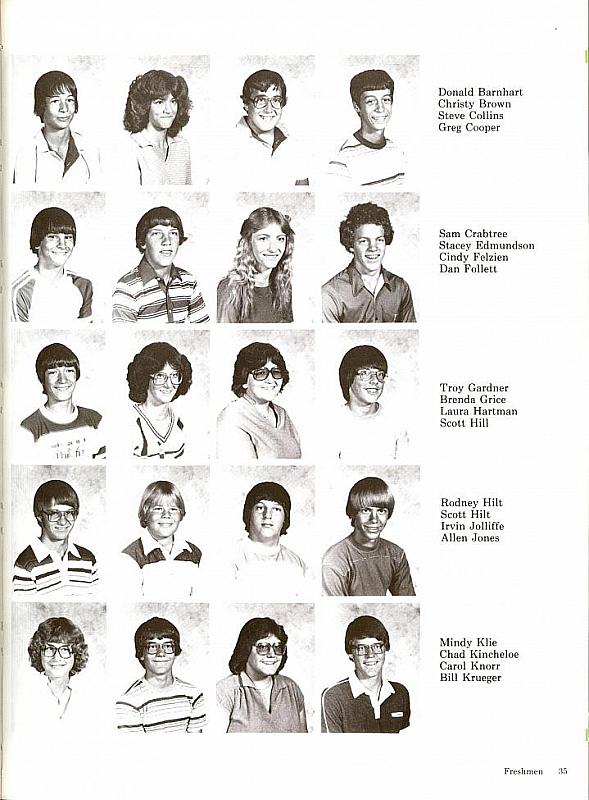 Donald Barnhart
Christy Brown
Steve Collins
Greg Cooper
Sam Crabtree
Stacey Edmundson
Cindy Felzien
Dan Follett
Troy Gardner
Brenda Grice
Laura Hartman
Scott Hill
Rodney Hilt
Scott Hilt
Irvin Jolliffe
Allen Jones
Mindy Klie
Chad Kincheloe
Carol Knorr
Bill Krueger
Freshmen 35